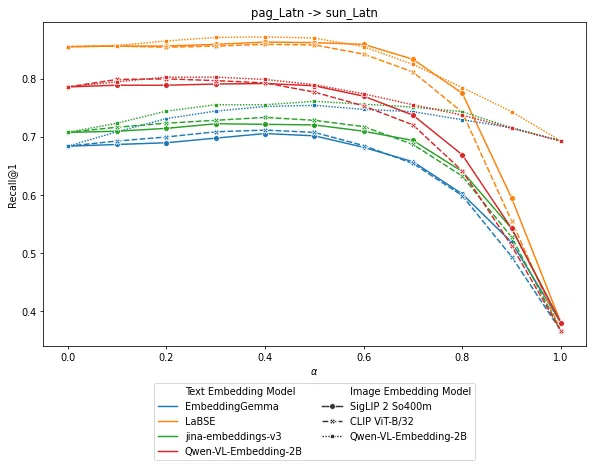 pag_Latn -> sun_Latn
Recall@1
0.8
0.7
0.6
0.5
0.4
0.0
0.2
0.4
0.6
0.8
1.0
α
Text Embedding Model
EmbeddingGemma
LaBSE
jina-embeddings-v3
Qwen-VL-Embedding-2B
Image Embedding Model
SigLIP 2 So400m
CLIP ViT-B/32
Qwen-VL-Embedding-2B